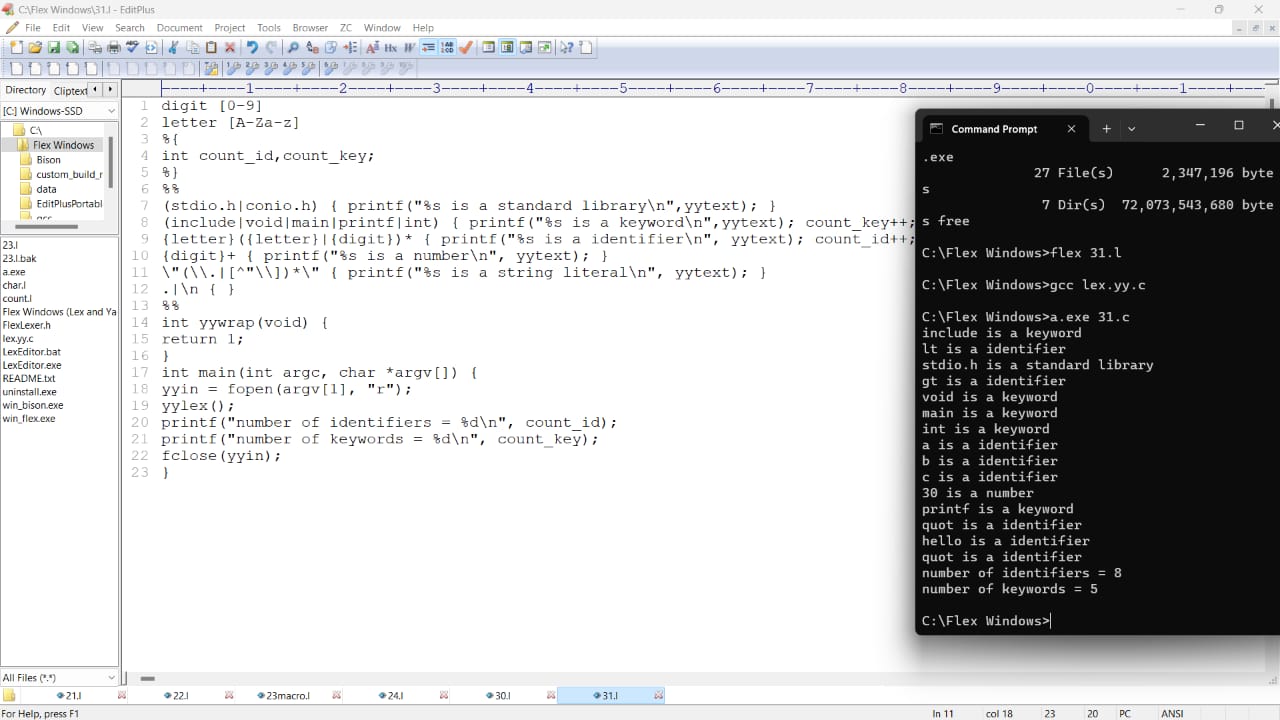 C:\Flex Windows\31.l - EditPlus
File Edit View Search Document Project Tools Browser ZC Window Help
Directory Cliptext
[C:] Windows-SSD
C:\
Flex Windows
Bison
custom_build_r
data
EditPlusPortabl
gcc
23.l
23.l.bak
a.exe
char.l
count.l
Flex Windows (Lex and Ya
FlexLexer.h
lex.yy.c
LexEditor.bat
LexEditor.exe
README.txt
uninstall.exe
win_bison.exe
win_flex.exe
All Files (*.*)
----+----1----+----2----+----3----+----4----+----5----+----6----+----7----+----8----+----9----+----0----+----1----+--
1 digit [0-9]
2 letter [A-Za-z]
3 %{
4 int count_id,count_key;
5 %}
6 %%
7 (stdio.h|conio.h) { printf("%s is a standard library\n",yytext); }
8 (include|void|main|printf|int) { printf("%s is a keyword\n",yytext); count_key++;
9 {letter}({letter}|{digit})* { printf("%s is a identifier\n", yytext); count_id++;
10 {digit}+ { printf("%s is a number\n", yytext); }
11 \"(\\.|[^"\\])*\" { printf("%s is a string literal\n", yytext); }
12 .|\n { }
13 %%
14 int yywrap(void) {
15 return 1;
16 }
17 int main(int argc, char *argv[]) {
18 yyin = fopen(argv[1], "r");
19 yylex();
20 printf("number of identifiers = %d\n", count_id);
21 printf("number of keywords = %d\n", count_key);
22 fclose(yyin);
23 }
Command Prompt
.exe
27 File(s) 2,347,196 byte
s
7 Dir(s) 72,073,543,680 byte
s free
C:\Flex Windows>flex 31.l
C:\Flex Windows>gcc lex.yy.c
C:\Flex Windows>a.exe 31.c
include is a keyword
lt is a identifier
stdio.h is a standard library
gt is a identifier
void is a keyword
main is a keyword
int is a keyword
a is a identifier
b is a identifier
c is a identifier
30 is a number
printf is a keyword
quot is a identifier
hello is a identifier
quot is a identifier
number of identifiers = 8
number of keywords = 5
C:\Flex Windows>
21.l 22.l 23macro.l 24.l 30.l 31.l
For Help, press F1 ln 11 col 18 23 20 PC ANSI